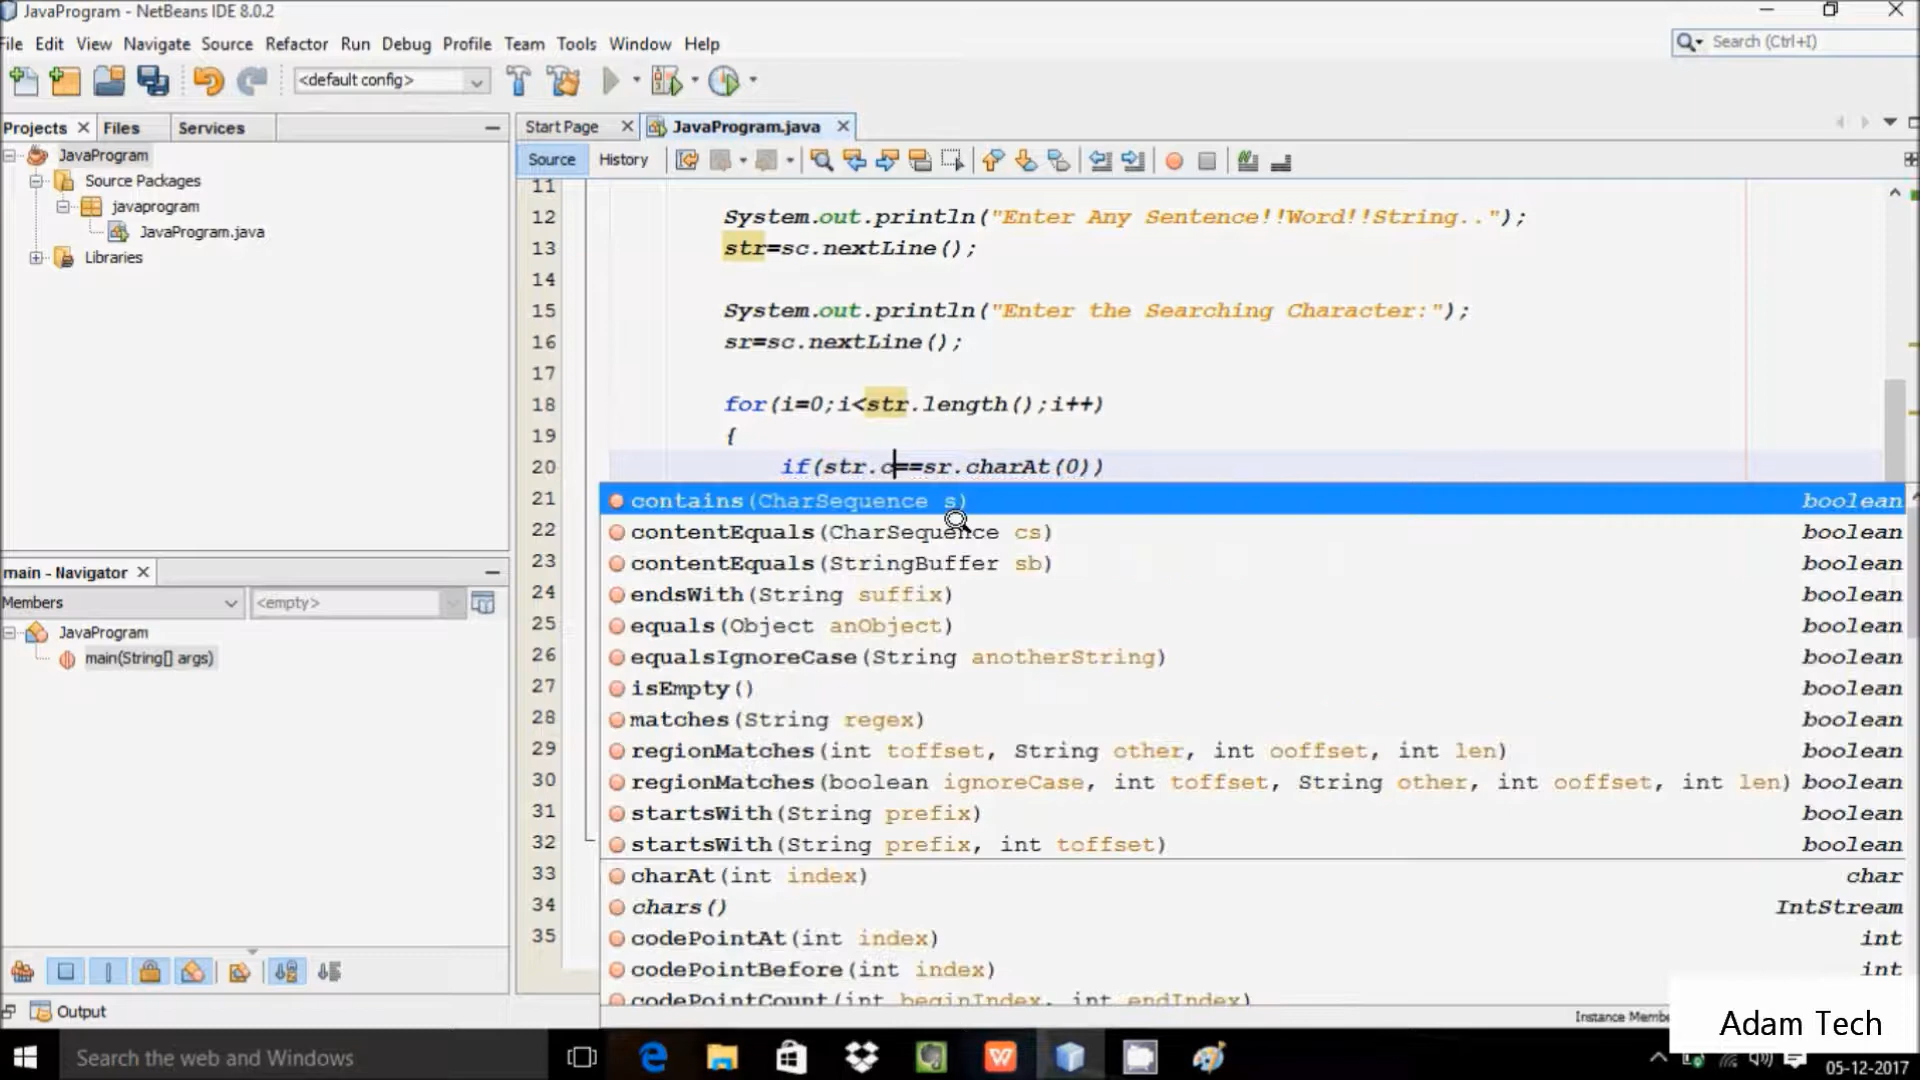 JavaProgram - NetBeans IDE 8.0.2
File Edit View Navigate Source Refactor Run Debug Profile Team Tools Window Help
Search (Ctrl+I)
<default config>
Projects Files Services
Start Page JavaProgram.java
JavaProgram
Source History
Source Packages
javaprogram
JavaProgram.java
Libraries
11
12 System.out.println("Enter Any Sentence!!Word!!String..");
13 str=sc.nextLine();
14
15 System.out.println("Enter the Searching Character:");
16 sr=sc.nextLine();
17
18 for(i=0;i<str.length();i++)
19 {
20 if(str.c==sr.charAt(0))
21 contains(CharSequence s) boolean
22 contentEquals(CharSequence cs) boolean
23 contentEquals(StringBuffer sb) boolean
24 endsWith(String suffix) boolean
25 equals(Object anObject) boolean
26 equalsIgnoreCase(String anotherString) boolean
27 isEmpty() boolean
28 matches(String regex) boolean
29 regionMatches(int toffset, String other, int ooffset, int len) boolean
30 regionMatches(boolean ignoreCase, int toffset, String other, int ooffset, int len) boolean
31 startsWith(String prefix) boolean
32 startsWith(String prefix, int toffset) boolean
33 charAt(int index) char
34 chars() IntStream
35 codePointAt(int index) int
codePointBefore(int index) int
codePointCount(int beginIndex, int endIndex)
Instance Membe
main - Navigator
Members <empty>
JavaProgram
main(String[] args)
Output
Adam Tech
Search the web and Windows
05-12-2017